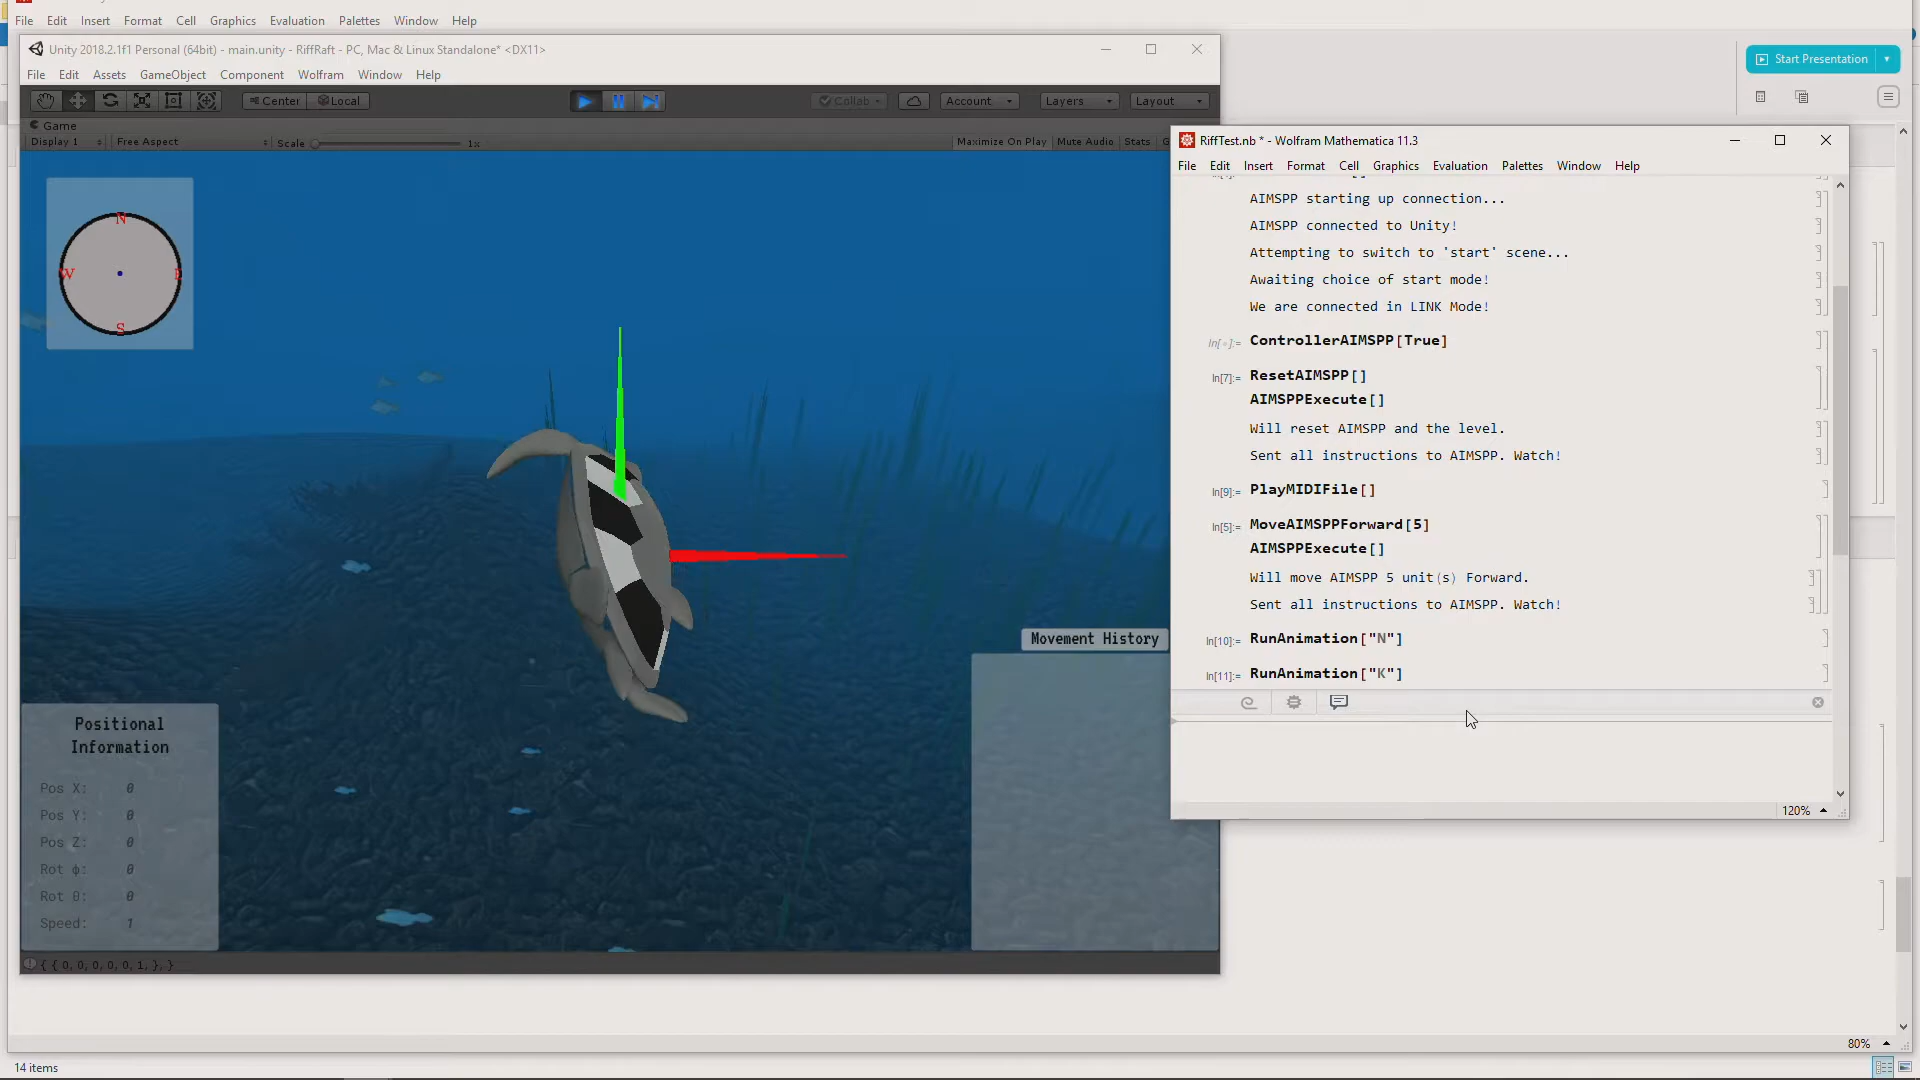 File Edit Insert Format Cell Graphics Evaluation Palettes Window Help
Unity 2018.2.1f1 Personal (64bit) - main.unity - RiffRaft - PC, Mac & Linux Standalone* <DX11>
File Edit Assets GameObject Component Wolfram Window Help
Center Local Collab Account Layers Layout
Game
Display 1 Free Aspect Scale 1x Maximize On Play Mute Audio Stats G
N
W E
S
Movement History
Positional
Information
Pos X: 0
Pos Y: 0
Pos Z: 0
Rot ϕ: 0
Rot θ: 0
Speed: 1
{ { 0, 0, 0, 0, 0, 1, }, }
Start Presentation
RiffTest.nb * - Wolfram Mathematica 11.3
File Edit Insert Format Cell Graphics Evaluation Palettes Window Help
AIMSPP starting up connection...
AIMSPP connected to Unity!
Attempting to switch to 'start' scene...
Awaiting choice of start mode!
We are connected in LINK Mode!
In[∘]:= ControllerAIMSPP[True]
In[7]:= ResetAIMSPP[]
AIMSPPExecute[]
Will reset AIMSPP and the level.
Sent all instructions to AIMSPP. Watch!
In[9]:= PlayMIDIFile[]
In[5]:= MoveAIMSPPForward[5]
AIMSPPExecute[]
Will move AIMSPP 5 unit(s) Forward.
Sent all instructions to AIMSPP. Watch!
In[10]:= RunAnimation["N"]
In[11]:= RunAnimation["K"]
120%
80%
14 items